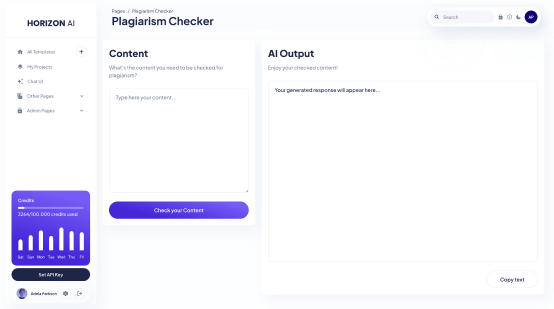 HORIZON AI
All Templates
My Projects
Chat UI
Other Pages
Admin Pages
Credits
3264/100.000 credits used
Sat Sun Mon Tue Wed Thu Fri
Set API Key
Adela Parkson
Pages / Plagiarism Checker
Plagiarism Checker
Search
AP
Content
What's the content you need to be checked for
plagiarism?
Type here your content...
Check your Content
AI Output
Enjoy your checked content!
Your generated response will appear here...
Copy text